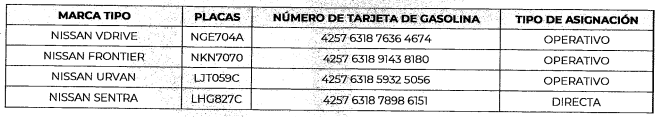 MARCA TIPO PLACAS NÚMERO DE TARJETA DE GASOLINA TIPO DE ASIGNACIÓN
NISSAN VDRIVE NGE704A 4257 6318 7636 4674 OPERATIVO
NISSAN FRONTIER NKN7070 4257 6318 9143 8180 OPERATIVO
NISSAN URVAN LJT059C 4257 6318 5932 5056 OPERATIVO
NISSAN SENTRA LHG827C 4257 6318 7898 6151 DIRECTA